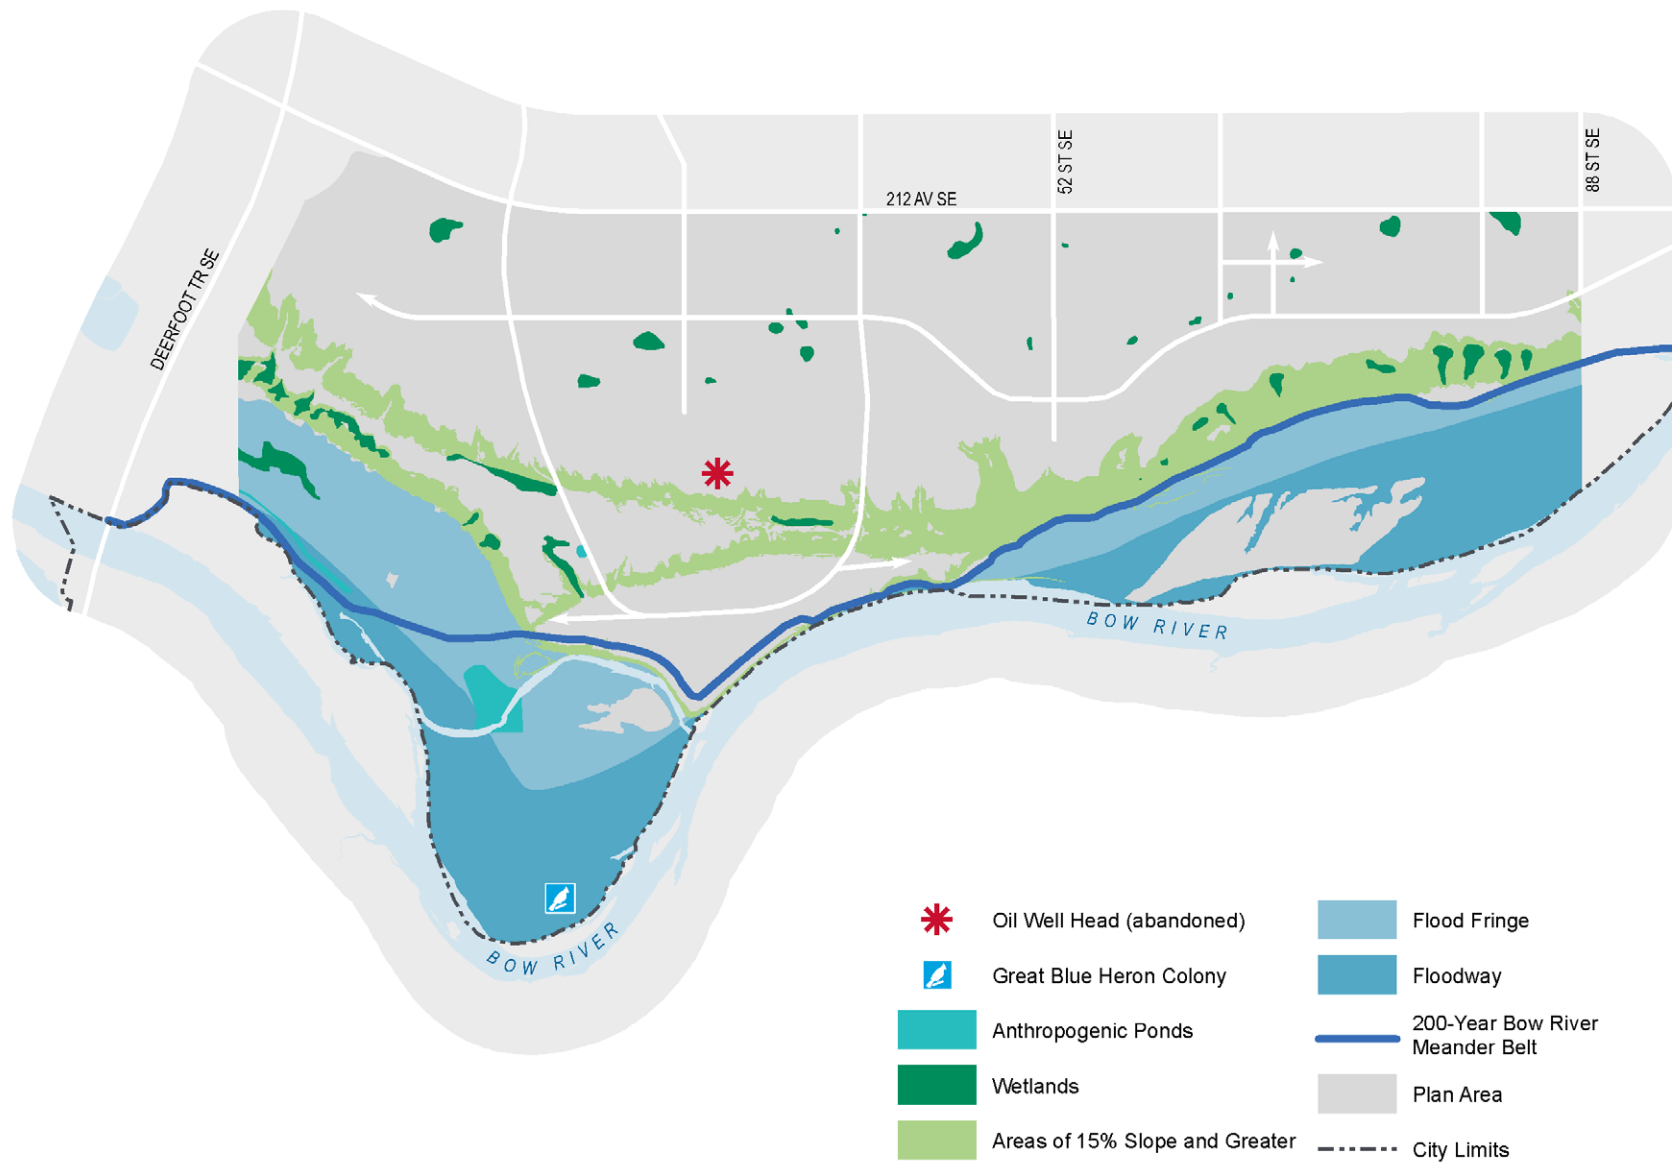 52 ST SE
88 ST SE
212 AV SE
DEERFOOT TR SE
BOW RIVER
BOW RIVER
Oil Well Head (abandoned)
Great Blue Heron Colony
Anthropogenic Ponds
Wetlands
Areas of 15% Slope and Greater
Flood Fringe
Floodway
200-Year Bow River
Meander Belt
Plan Area
City Limits